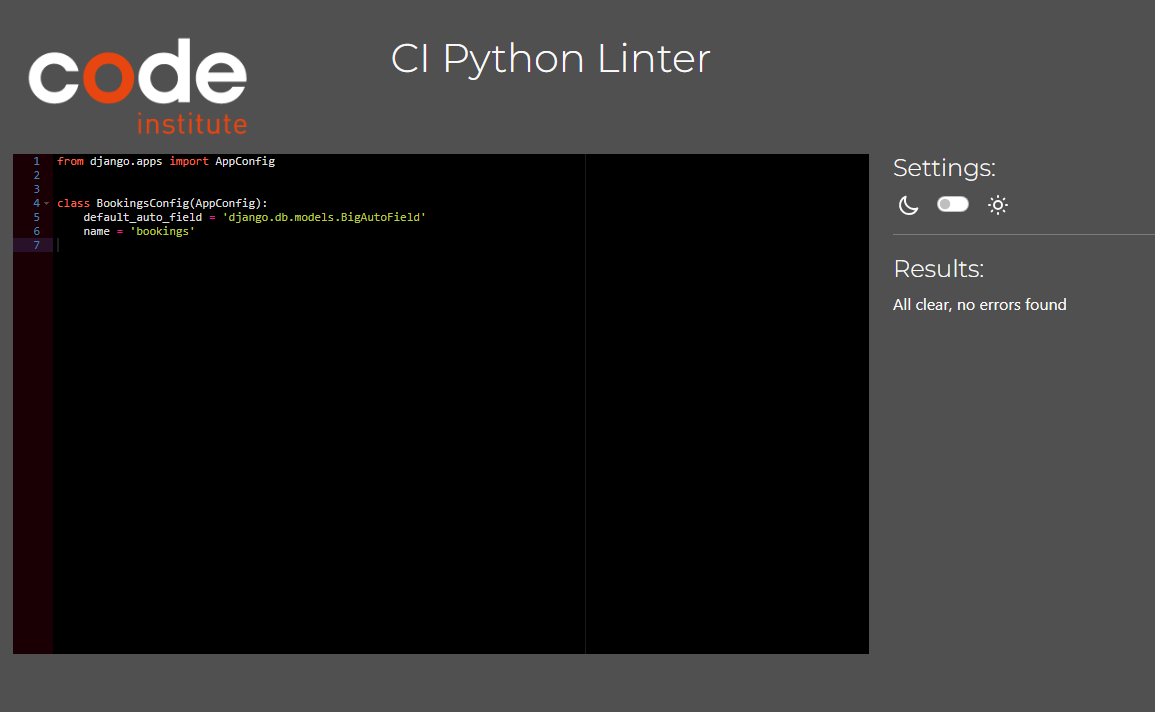 code
institute
CI Python Linter
1 from django.apps import AppConfig
2
3
4 class BookingsConfig(AppConfig):
5     default_auto_field = 'django.db.models.BigAutoField'
6     name = 'bookings'
7
Settings:
Results:
All clear, no errors found